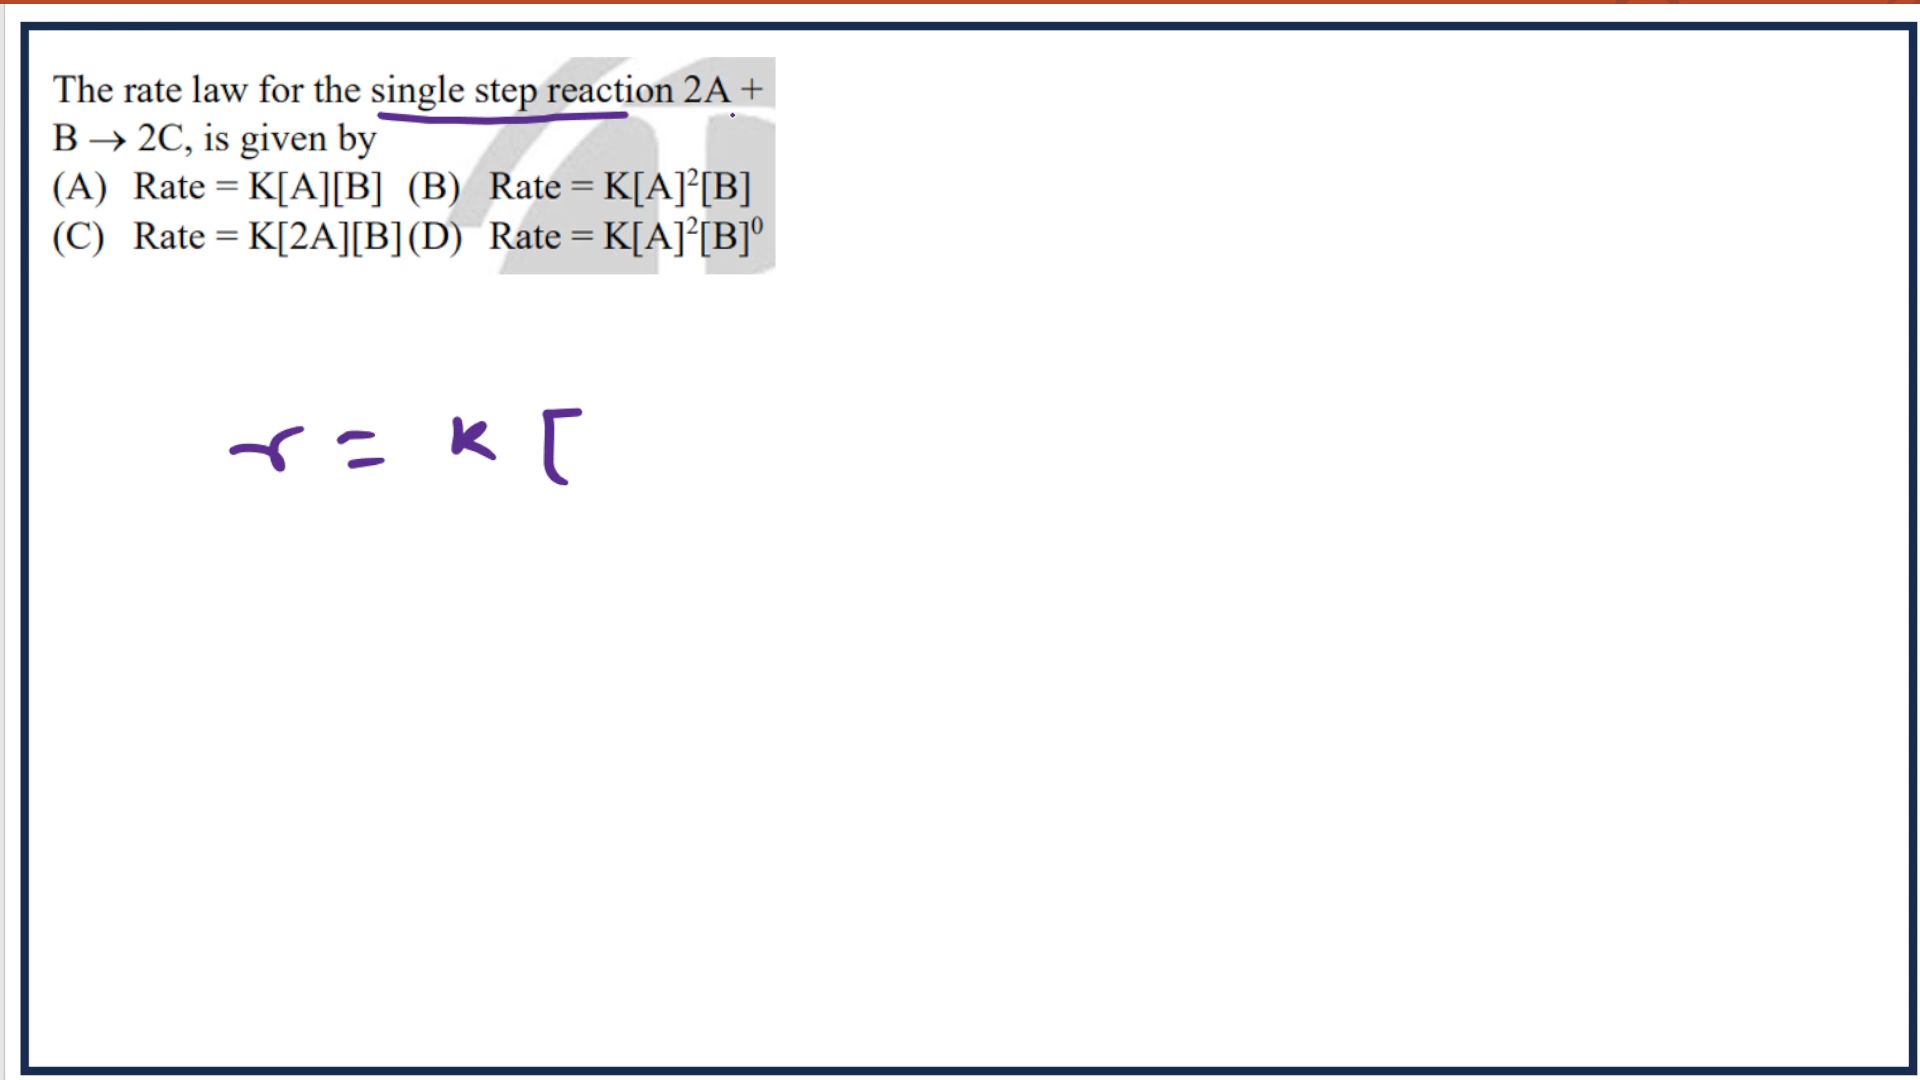 The rate law for the single step reaction 2A +
B → 2C, is given by
(A) Rate = K[A][B] (B) Rate = K[A]²[B]
(C) Rate = K[2A][B] (D) Rate = K[A]²[B]⁰
r = K [